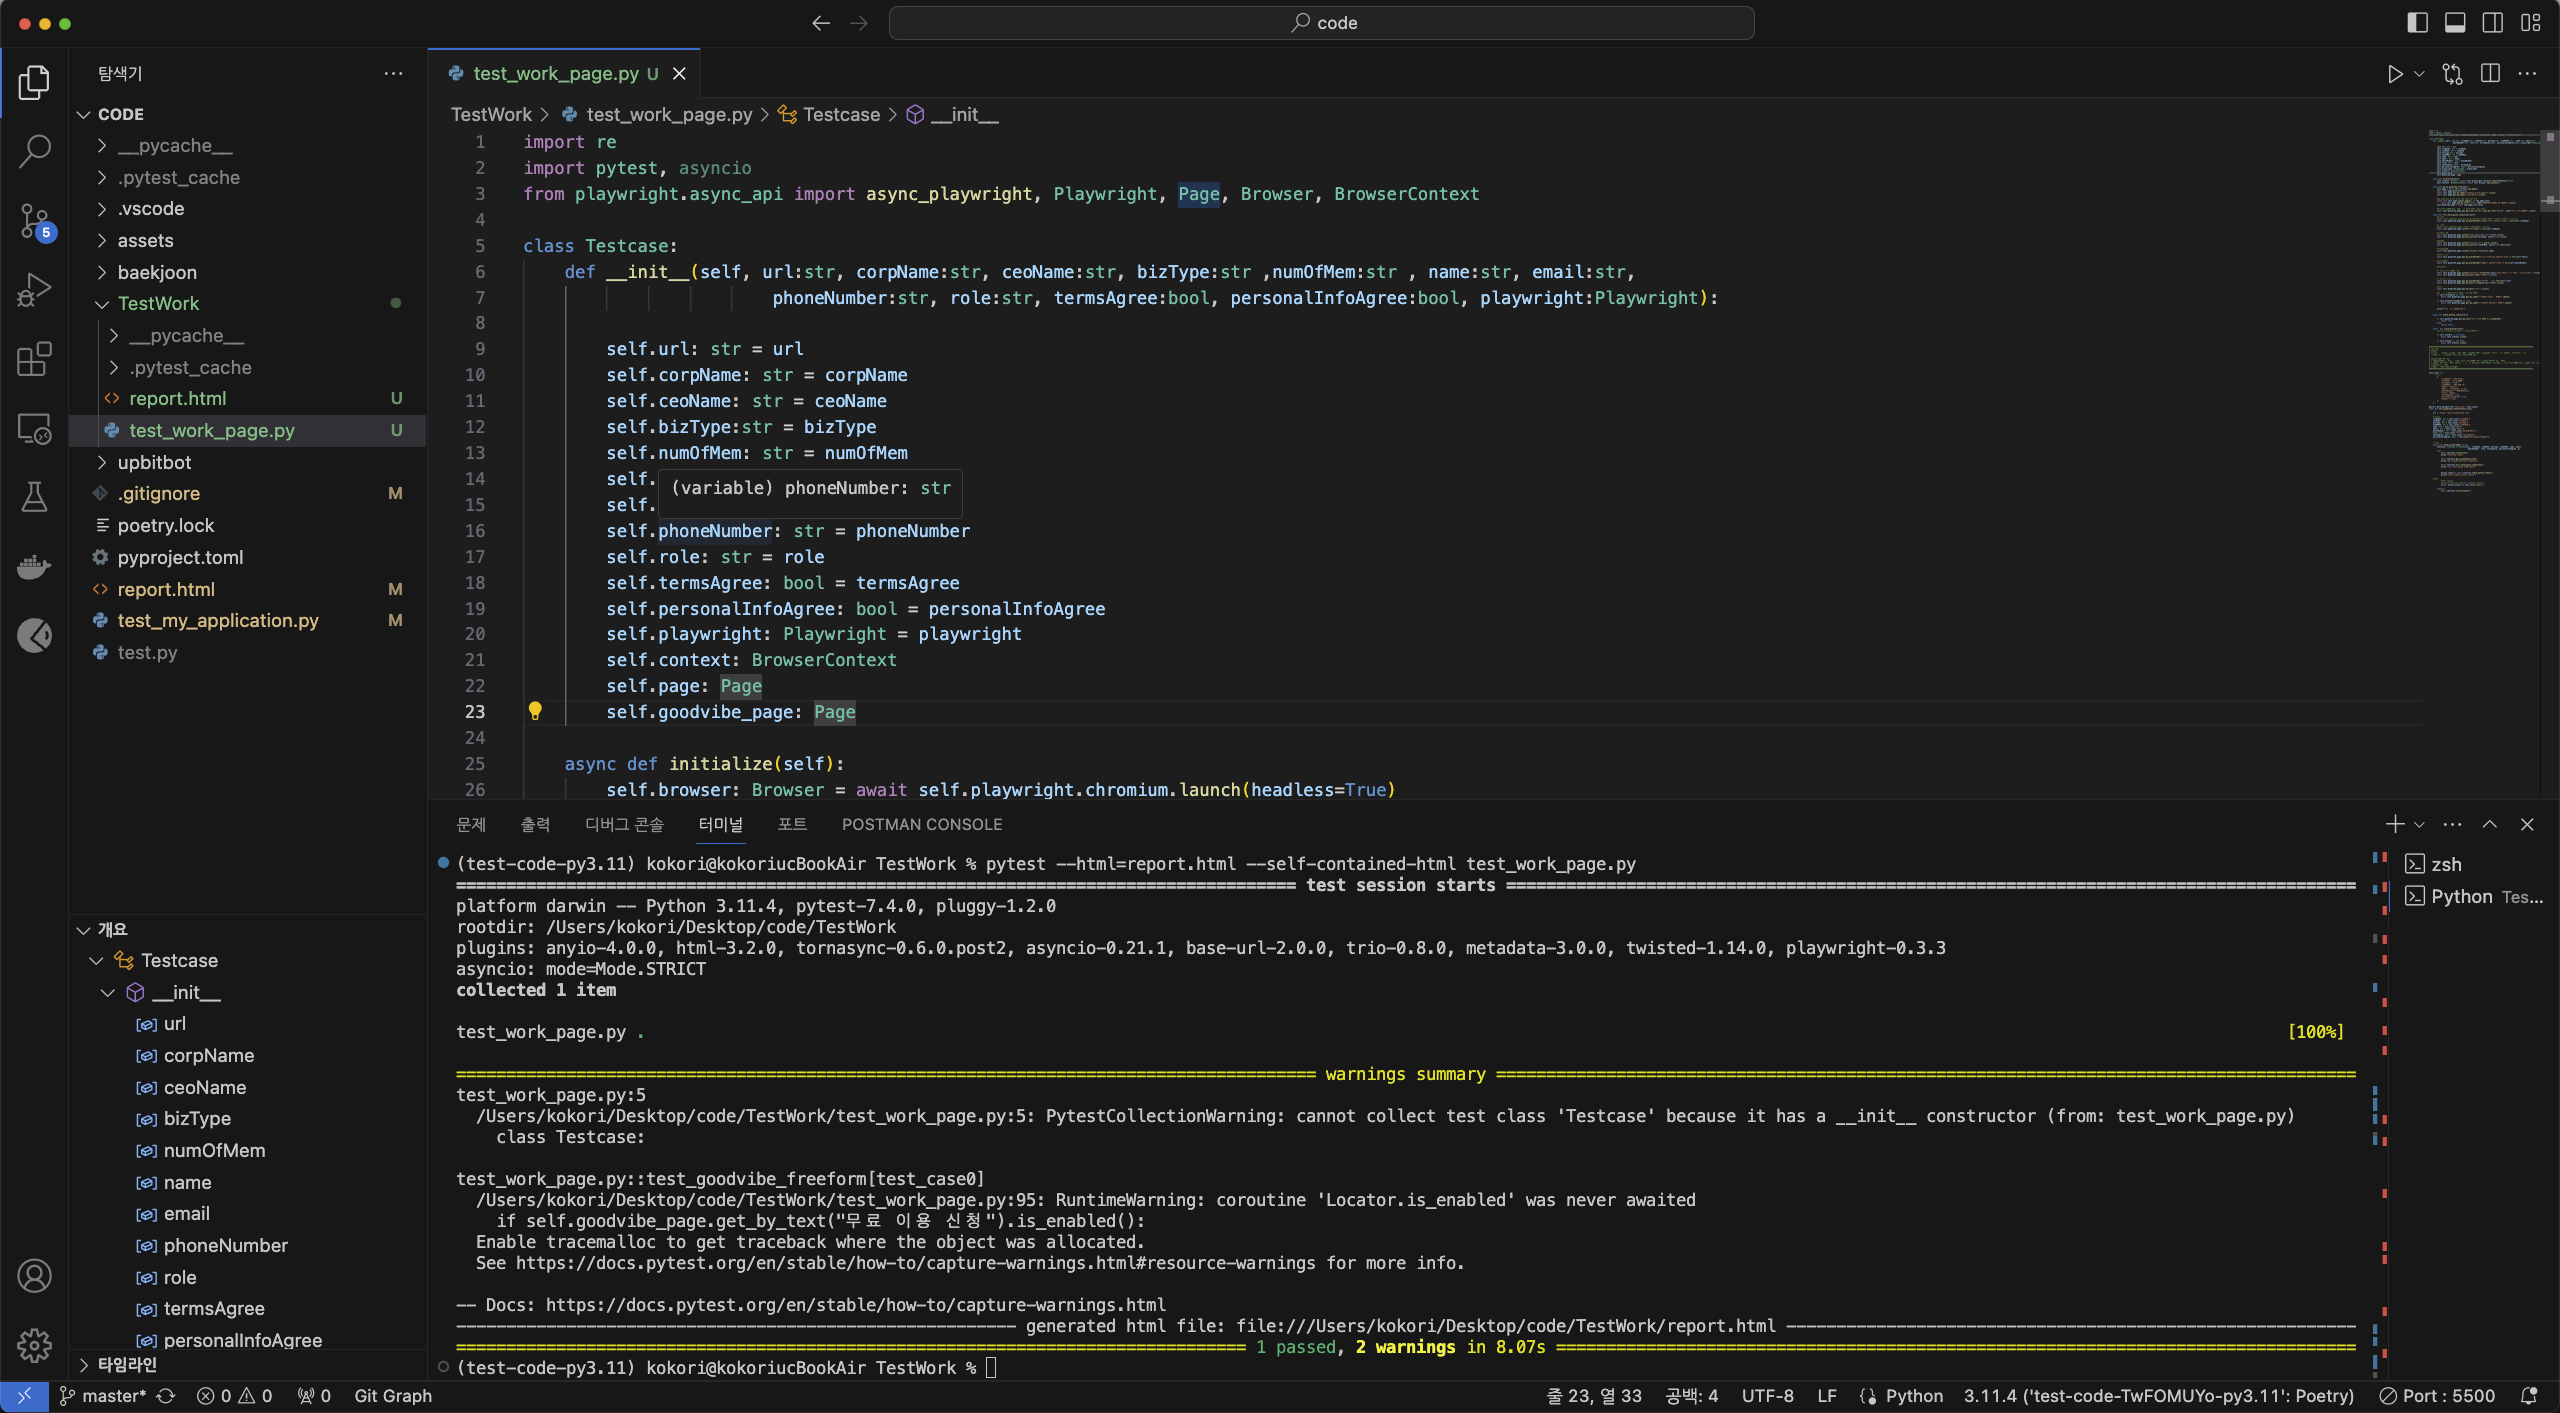 code
탐색기
CODE
__pycache__
.pytest_cache
.vscode
assets
baekjoon
TestWork
__pycache__
.pytest_cache
report.html U
test_work_page.py U
upbitbot
.gitignore M
poetry.lock
pyproject.toml
report.html M
test_my_application.py M
test.py
개요
Testcase
__init__
url
corpName
ceoName
bizType
numOfMem
name
email
phoneNumber
role
termsAgree
personalInfoAgree
타임라인
5
test_work_page.py U
TestWork > test_work_page.py > Testcase > __init__
1 import re
2 import pytest, asyncio
3 from playwright.async_api import async_playwright, Playwright, Page, Browser, BrowserContext
4
5 class Testcase:
6 def __init__(self, url:str, corpName:str, ceoName:str, bizType:str ,numOfMem:str , name:str, email:str,
7 phoneNumber:str, role:str, termsAgree:bool, personalInfoAgree:bool, playwright:Playwright):
8
9 self.url: str = url
10 self.corpName: str = corpName
11 self.ceoName: str = ceoName
12 self.bizType:str = bizType
13 self.numOfMem: str = numOfMem
14 self.
(variable) phoneNumber: str
15 self.
16 self.phoneNumber: str = phoneNumber
17 self.role: str = role
18 self.termsAgree: bool = termsAgree
19 self.personalInfoAgree: bool = personalInfoAgree
20 self.playwright: Playwright = playwright
21 self.context: BrowserContext
22 self.page: Page
23 self.goodvibe_page: Page
24
25 async def initialize(self):
26 self.browser: Browser = await self.playwright.chromium.launch(headless=True)
문제 출력 디버그 콘솔 터미널 포트 POSTMAN CONSOLE
(test-code-py3.11) kokori@kokoriucBookAir TestWork % pytest --html=report.html --self-contained-html test_work_page.py
test session starts
platform darwin -- Python 3.11.4, pytest-7.4.0, pluggy-1.2.0
rootdir: /Users/kokori/Desktop/code/TestWork
plugins: anyio-4.0.0, html-3.2.0, tornasync-0.6.0.post2, asyncio-0.21.1, base-url-2.0.0, trio-0.8.0, metadata-3.0.0, twisted-1.14.0, playwright-0.3.3
asyncio: mode=Mode.STRICT
collected 1 item
test_work_page.py . [100%]
warnings summary
test_work_page.py:5
/Users/kokori/Desktop/code/TestWork/test_work_page.py:5: PytestCollectionWarning: cannot collect test class 'Testcase' because it has a __init__ constructor (from: test_work_page.py)
class Testcase:
test_work_page.py::test_goodvibe_freeform[test_case0]
/Users/kokori/Desktop/code/TestWork/test_work_page.py:95: RuntimeWarning: coroutine 'Locator.is_enabled' was never awaited
if self.goodvibe_page.get_by_text("무료 이용 신청").is_enabled():
Enable tracemalloc to get traceback where the object was allocated.
See https://docs.pytest.org/en/stable/how-to/capture-warnings.html#resource-warnings for more info.
-- Docs: https://docs.pytest.org/en/stable/how-to/capture-warnings.html
generated html file: file:///Users/kokori/Desktop/code/TestWork/report.html
1 passed, 2 warnings in 8.07s
(test-code-py3.11) kokori@kokoriucBookAir TestWork %
zsh
Python Tes...
master* 0 0 0 Git Graph 줄 23, 열 33 공백: 4 UTF-8 LF Python 3.11.4 ('test-code-TwFOMUYo-py3.11': Poetry) Port : 5500